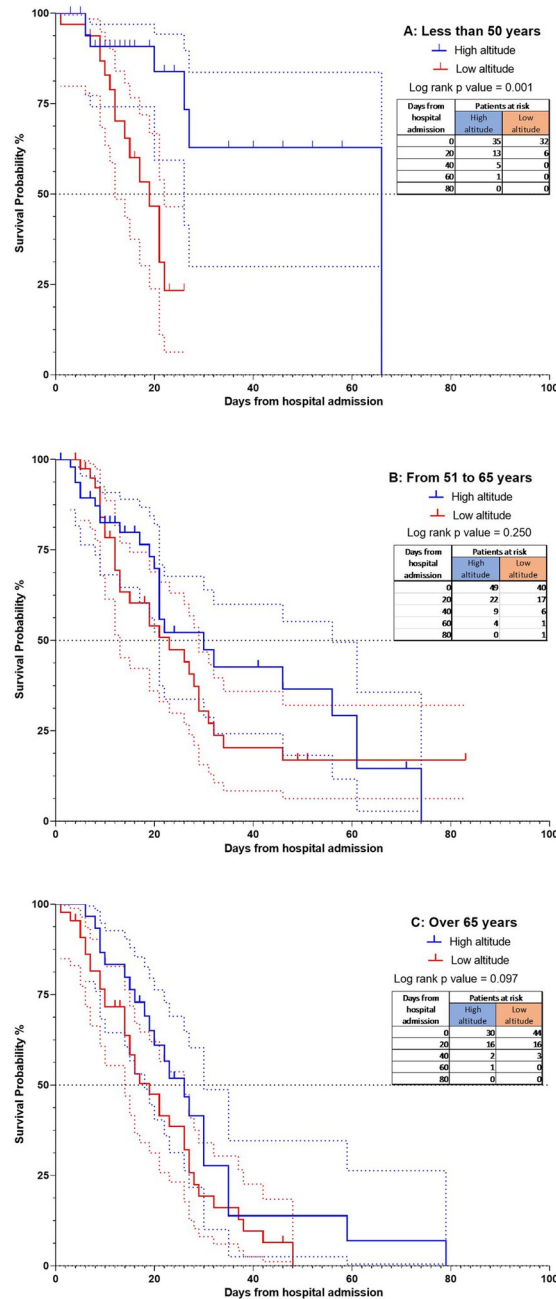 A: Less than 50 years
High altitude
Low altitude
Log rank p value = 0.001
Days from hospital admission | Patients at risk
High altitude | Low altitude
0 35 32
20 13 6
40 5 0
60 1 0
80 0 0
Survival Probability %
100
75
50
25
0
0 20 40 60 80 100
Days from hospital admission
B: From 51 to 65 years
High altitude
Low altitude
Log rank p value = 0.250
Days from hospital admission | Patients at risk
High altitude | Low altitude
0 49 40
20 22 17
40 9 6
60 4 1
80 0 1
Survival Probability %
100
75
50
25
0
0 20 40 60 80 100
Days from hospital admission
C: Over 65 years
High altitude
Low altitude
Log rank p value = 0.097
Days from hospital admission | Patients at risk
High altitude | Low altitude
0 30 44
20 16 16
40 2 3
60 1 0
80 0 0
Survival Probability %
100
75
50
25
0
0 20 40 60 80 100
Days from hospital admission